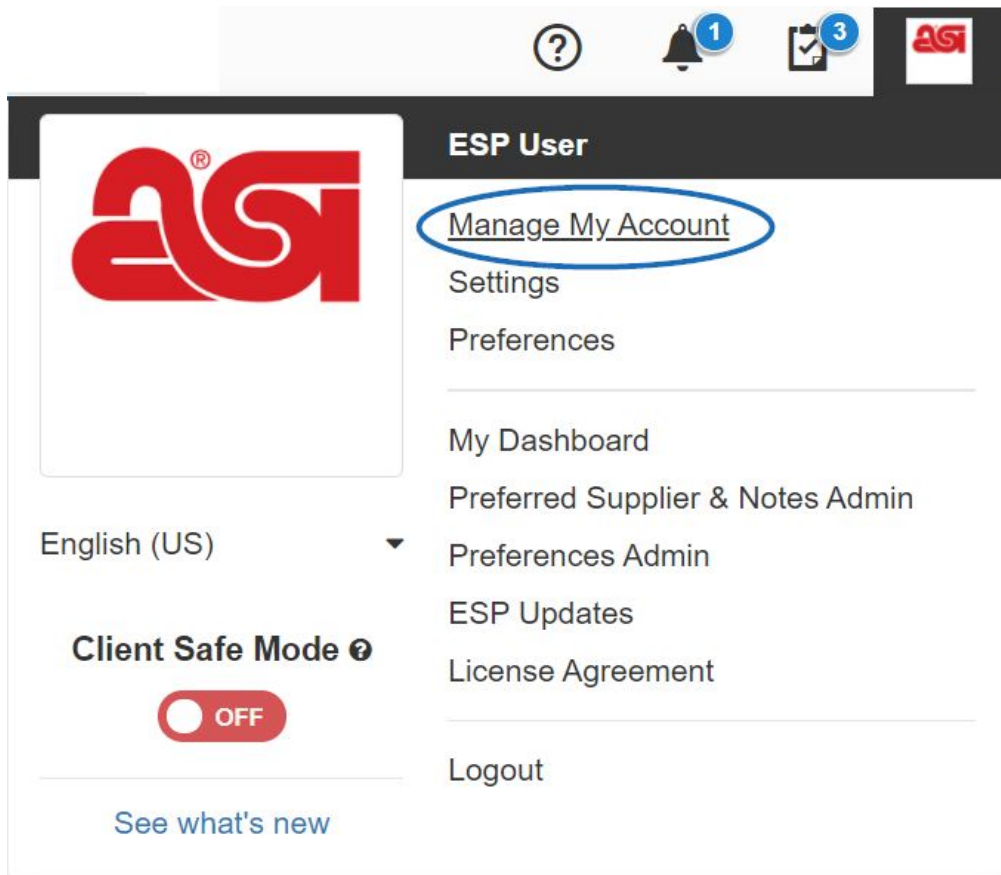 1
3
asi
ESP User
asi®
Manage My Account
Settings
Preferences
My Dashboard
Preferred Supplier & Notes Admin
Preferences Admin
ESP Updates
License Agreement
Logout
English (US)
Client Safe Mode ?
OFF
See what's new